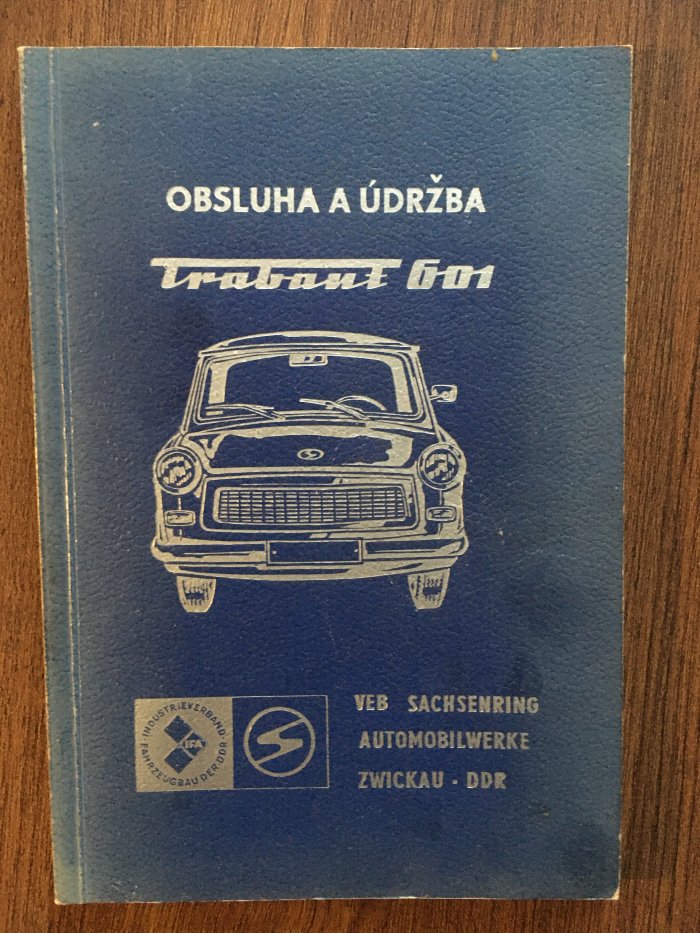 OBSLUHA A ÚDRŽBA
Trabant 601
INDUSTRIEVERBAND
FAHRZEUGBAU DER DDR
IFA
S
VEB SACHSENRING
AUTOMOBILWERKE
ZWICKAU · DDR